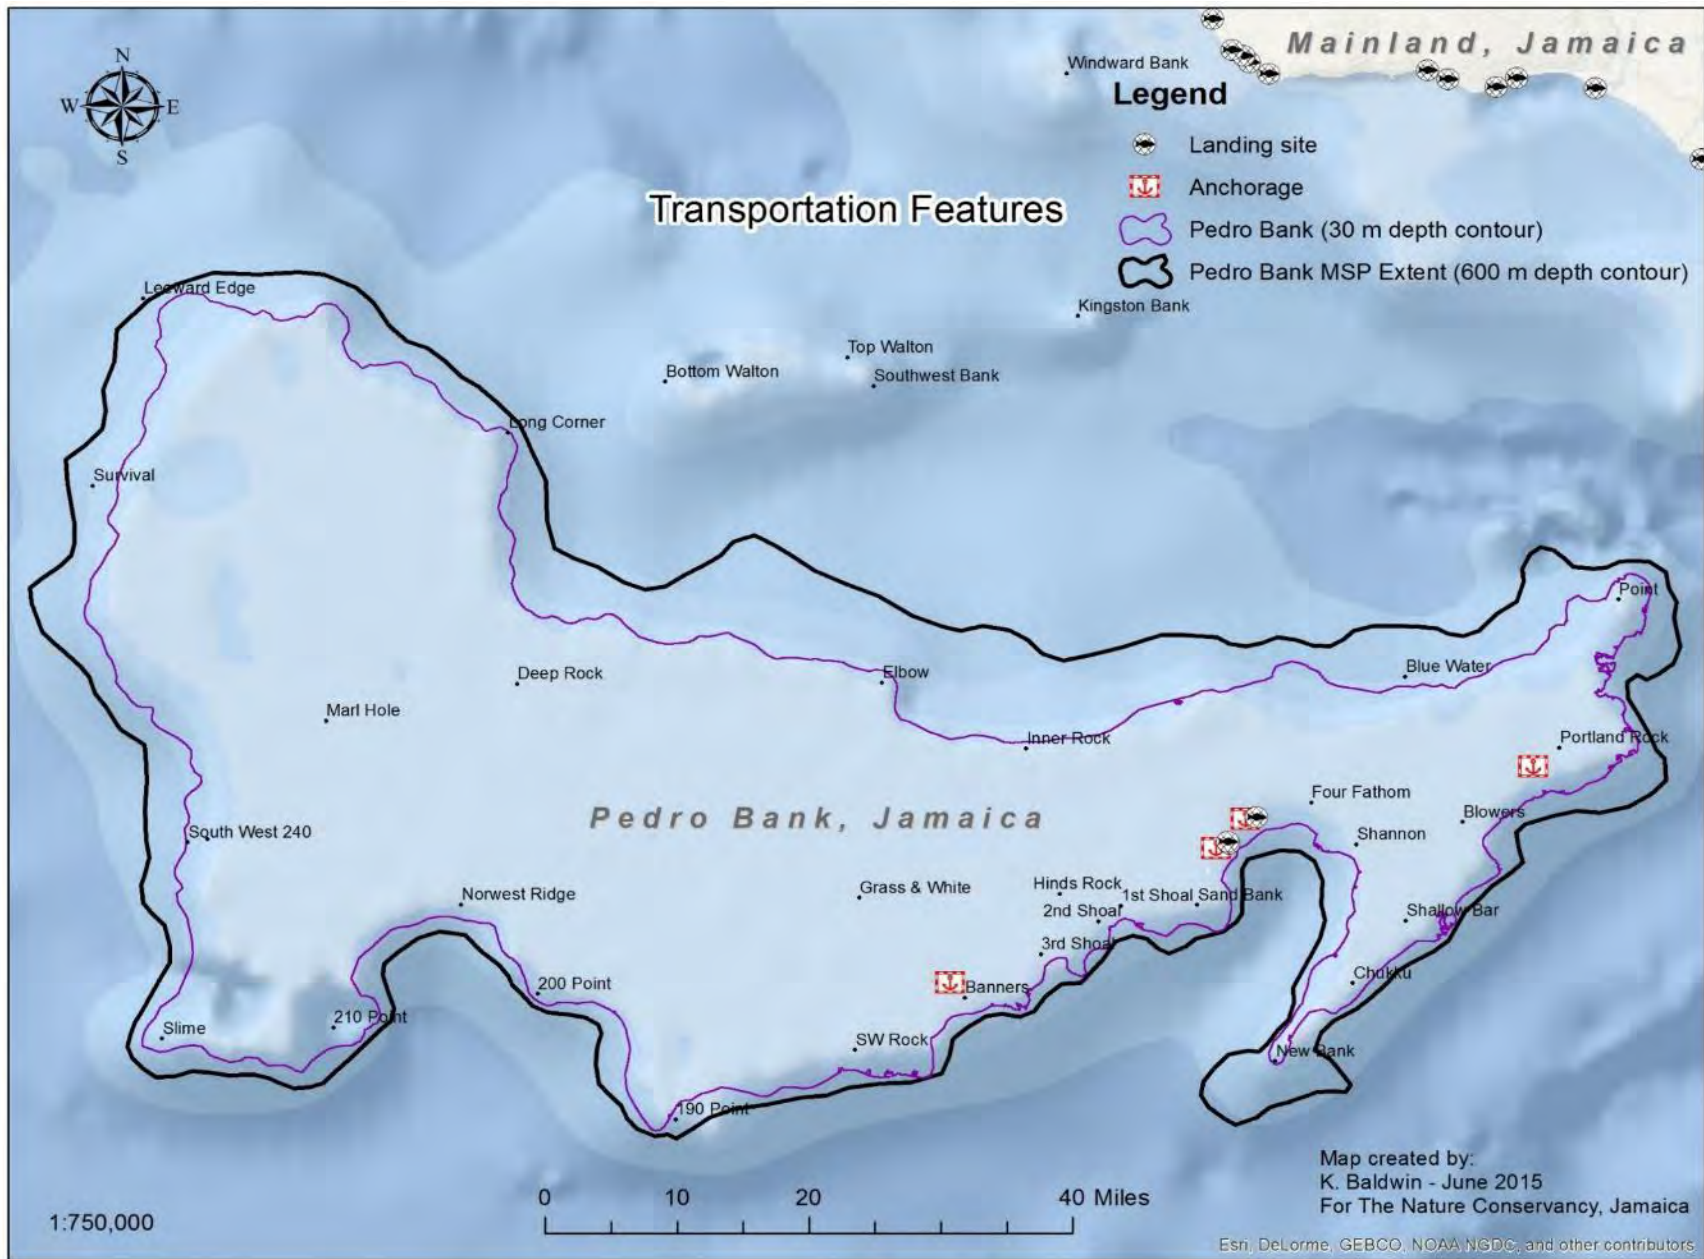 Mainland, Jamaica
N
W E
S
Windward Bank
Legend
Landing site
Anchorage
Pedro Bank (30 m depth contour)
Pedro Bank MSP Extent (600 m depth contour)
Transportation Features
Leeward Edge
Kingston Bank
Top Walton
Bottom Walton
Southwest Bank
Long Corner
Survival
Point
Deep Rock
Elbow
Blue Water
Marl Hole
Inner Rock
Portland Rock
Pedro Bank, Jamaica
Four Fathom
Blowers
South West 240
Shannon
Norwest Ridge
Grass & White
Hinds Rock
1st Shoal
Sand Bank
2nd Shoal
Shallow Bar
3rd Shoal
200 Point
Banners
Chukku
Slime
210 Point
SW Rock
New Bank
190 Point
Map created by:
K. Baldwin - June 2015
For The Nature Conservancy, Jamaica
0 10 20 40 Miles
1:750,000
Esri, DeLorme, GEBCO, NOAA NGDC, and other contributors